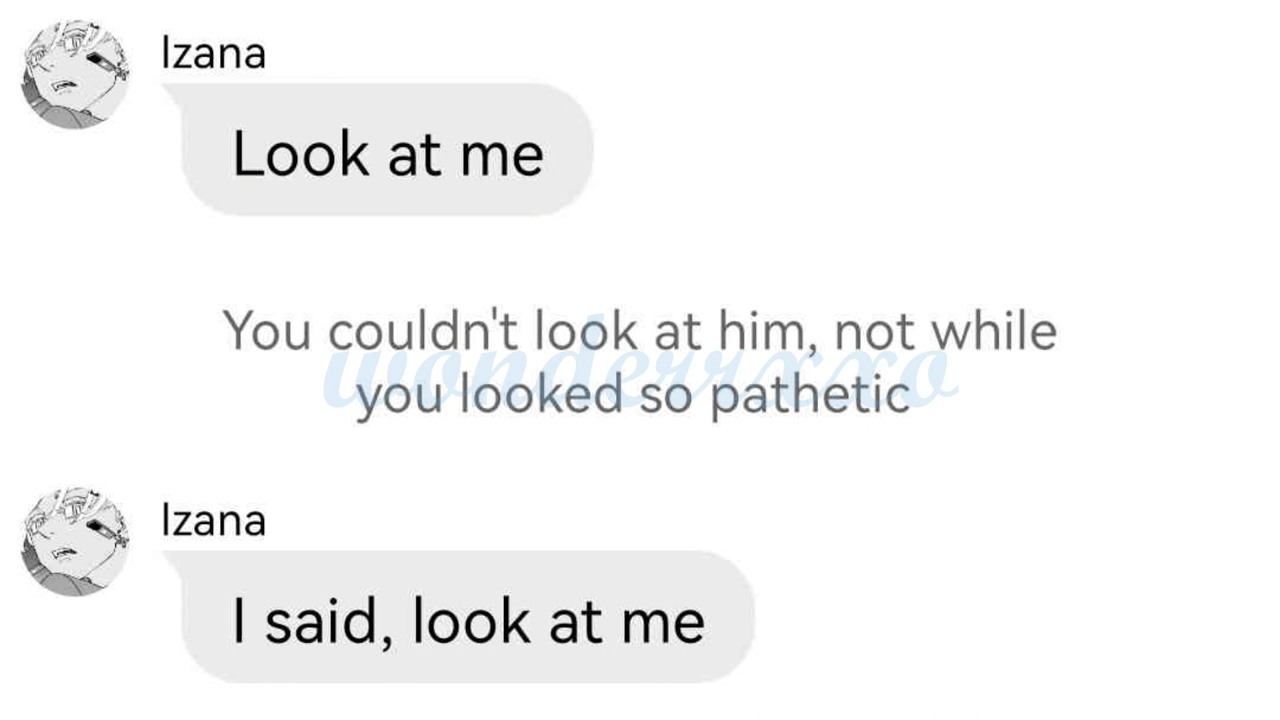 Izana
Look at me
You couldn't look at him, not while
you looked so pathetic
wonderrxxo
Izana
I said, look at me